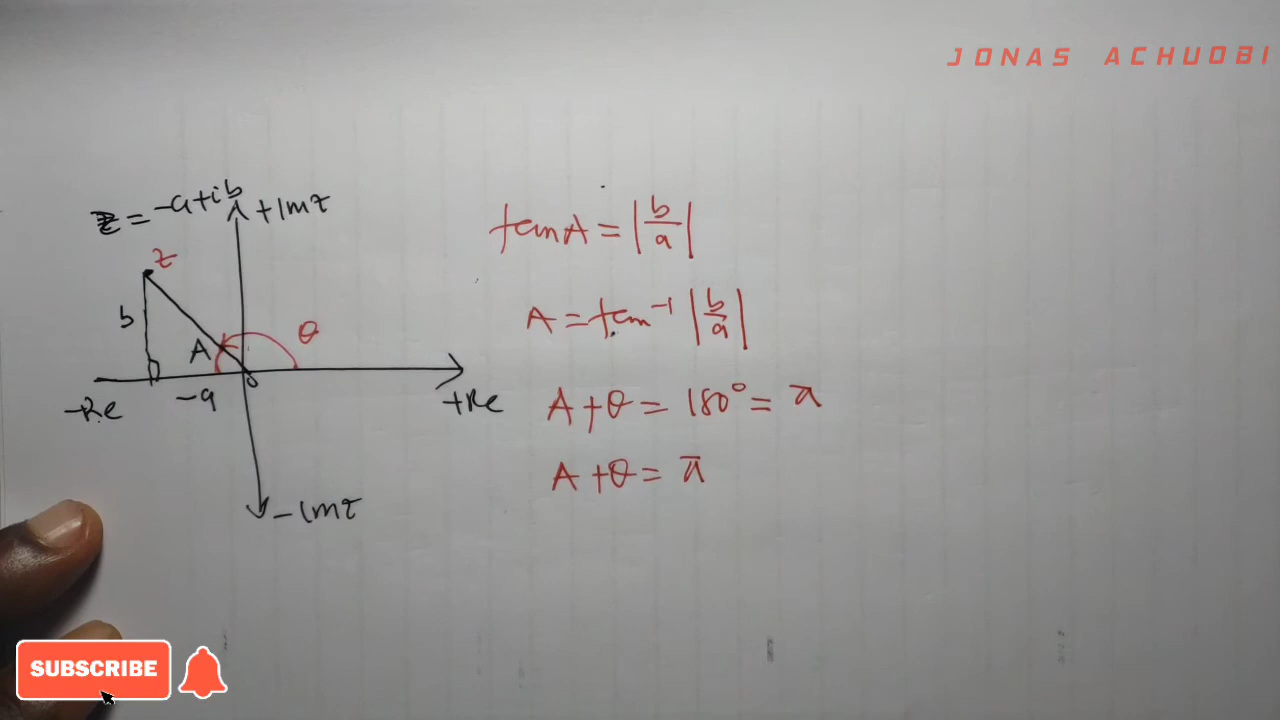 JONAS ACHUOBI
z = -a+ib
+Imz
z
b
A
θ
0
-Re
-a
+Re
-Imz
tanA = |b/a|
A = tan⁻¹ |b/a|
A + θ = 180° = π
A + θ = π
SUBSCRIBE